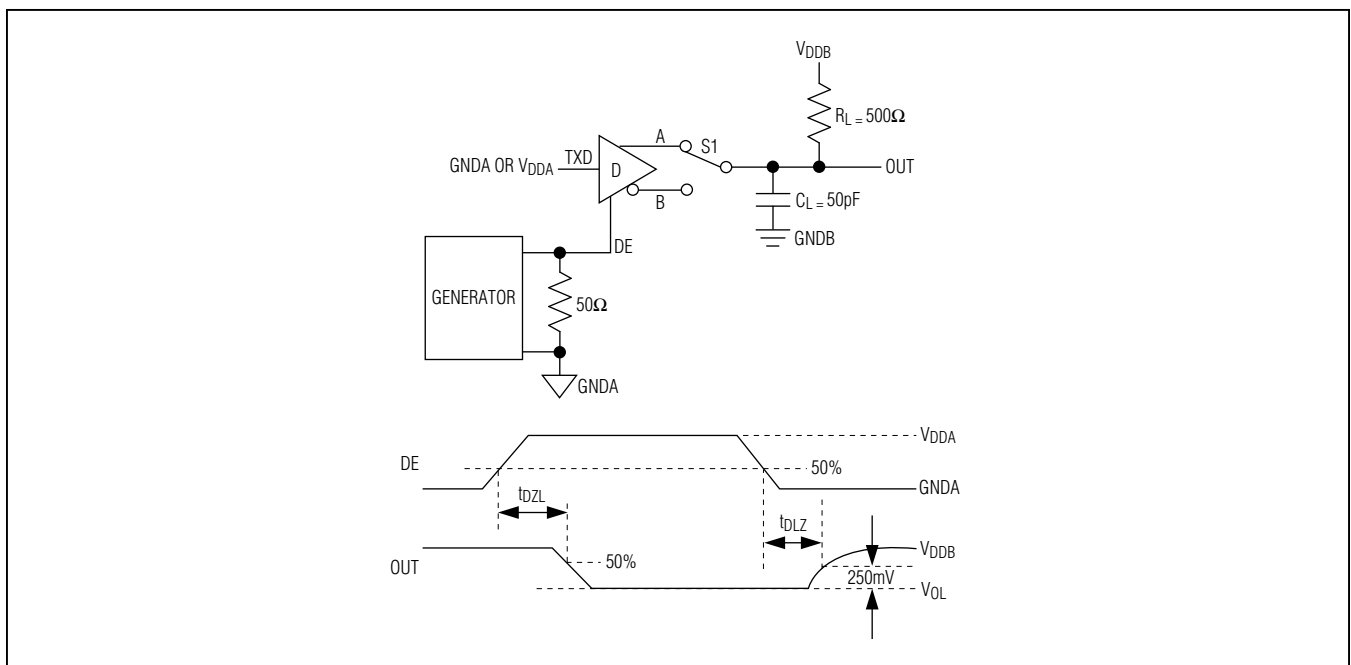 VDDB
RL = 500Ω
A
S1
GNDA OR VDDA
TXD
D
OUT
B
CL = 50pF
GNDB
DE
GENERATOR
50Ω
GNDA
VDDA
DE
50%
GNDA
tDZL
tDLZ
VDDB
OUT
50%
250mV
VOL